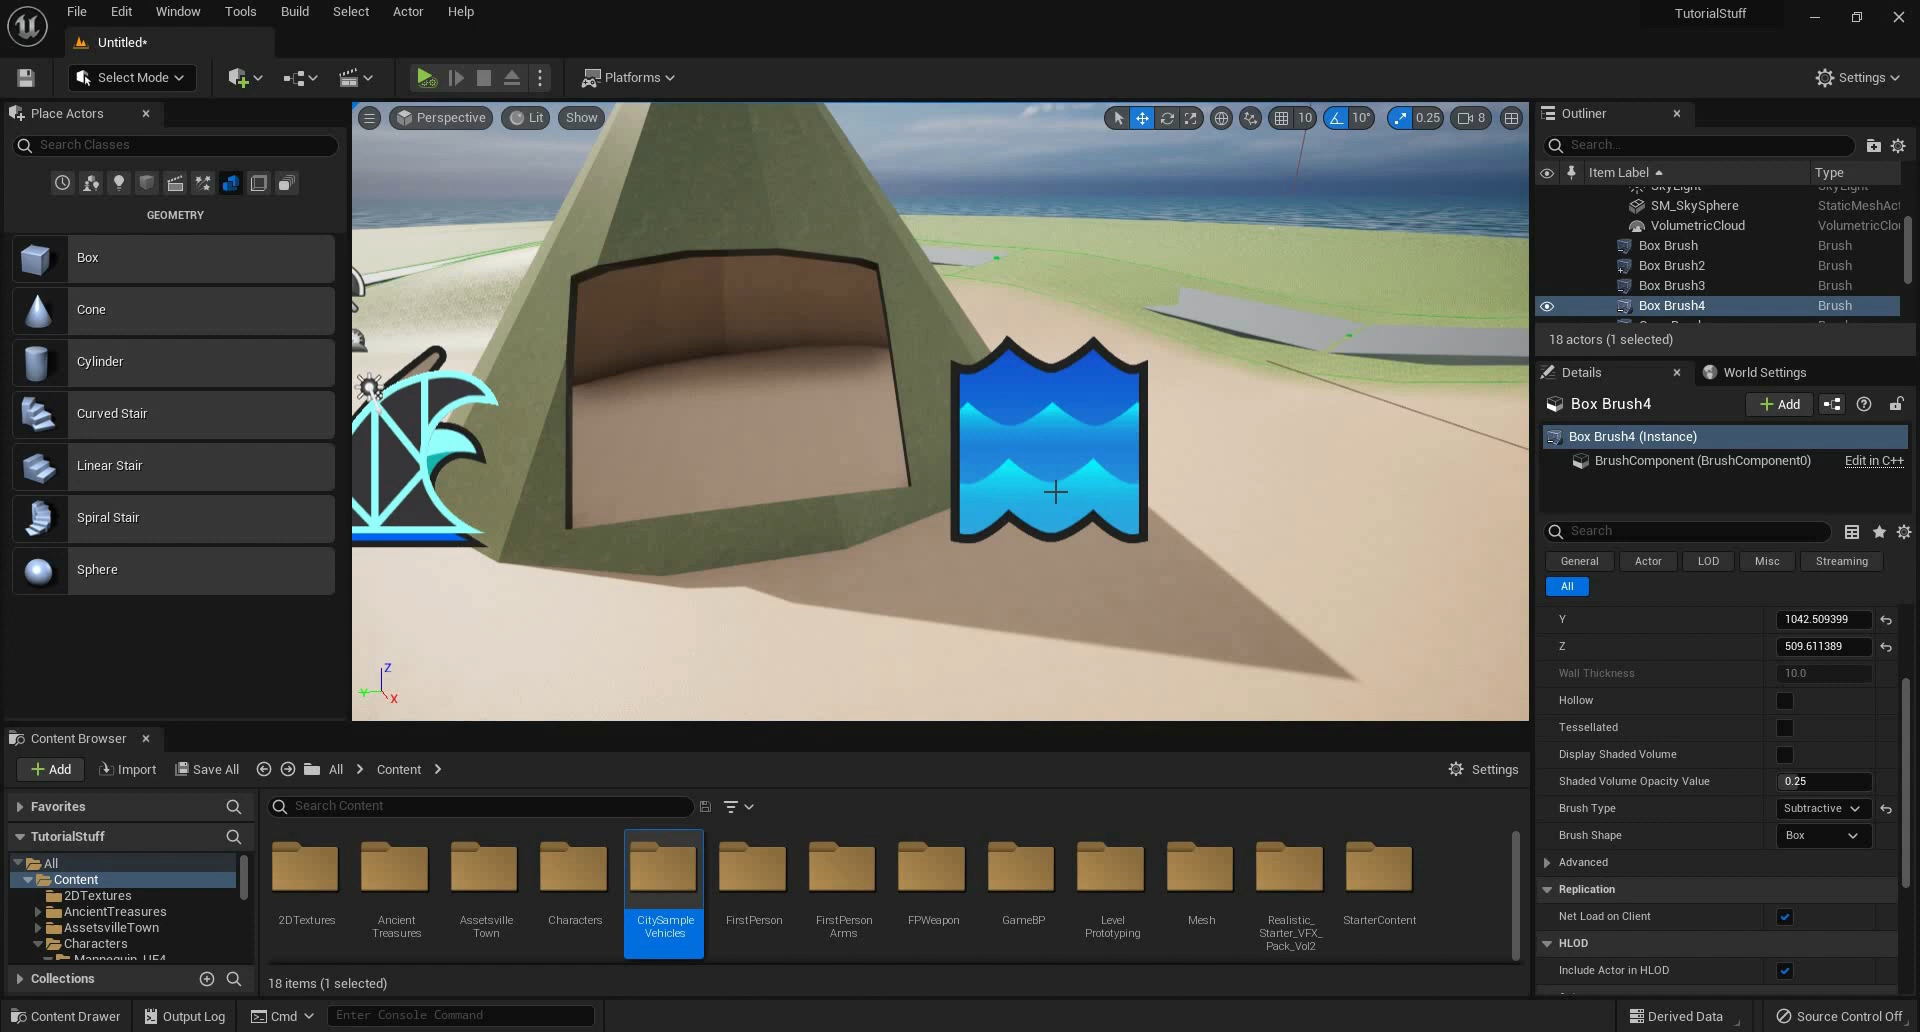 File Edit Window Tools Build Select Actor Help
TutorialStuff
Untitled*
Select Mode
Platforms
Settings
Place Actors
Search Classes
GEOMETRY
Box
Cone
Cylinder
Curved Stair
Linear Stair
Spiral Stair
Sphere
Perspective Lit Show
10 10° 0.25 8
Z
Y
X
Outliner
Search...
Item Label Type
SkyLight SkyLight
SM_SkySphere StaticMeshAct
VolumetricCloud VolumetricClou
Box Brush Brush
Box Brush2 Brush
Box Brush3 Brush
Box Brush4 Brush
18 actors (1 selected)
Details World Settings
Box Brush4 Add
Box Brush4 (Instance)
BrushComponent (BrushComponent0) Edit in C++
Search
General Actor LOD Misc Streaming
All
Y 1042.509399
Z 509.611389
Wall Thickness 10.0
Hollow
Tessellated
Display Shaded Volume
Shaded Volume Opacity Value 0.25
Brush Type Subtractive
Brush Shape Box
Advanced
Replication
Net Load on Client
HLOD
Include Actor in HLOD
Content Browser
Add Import Save All All Content
Settings
Favorites
TutorialStuff
All
Content
2DTextures
AncientTreasures
AssetsvilleTown
Characters
Mannequin_UE4
Collections
Search Content
2DTextures
Ancient
Treasures
Assetsville
Town
Characters
CitySample
Vehicles
FirstPerson
FirstPerson
Arms
FPWeapon
GameBP
Level
Prototyping
Mesh
Realistic_
Starter_VFX_
Pack_Vol2
StarterContent
18 items (1 selected)
Content Drawer Output Log Cmd Enter Console Command
Derived Data Source Control Off